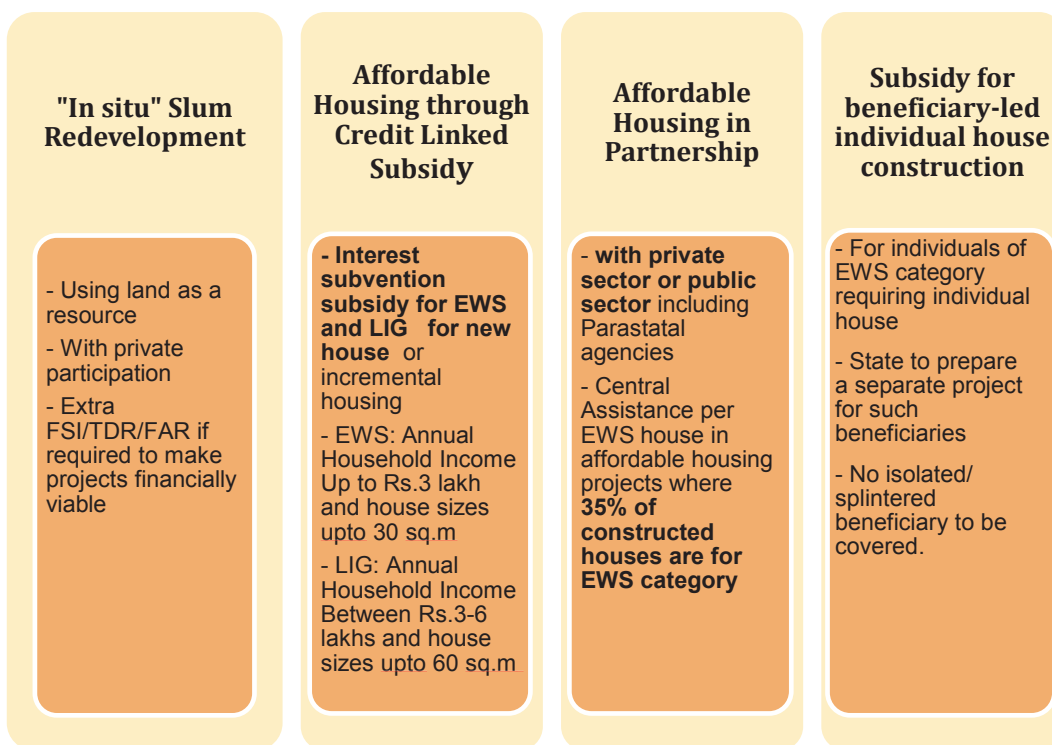 "In situ" Slum
Redevelopment
- Using land as a
resource
- With private
participation
- Extra
FSI/TDR/FAR if
required to make
projects financially
viable
Affordable
Housing through
Credit Linked
Subsidy
- Interest
subvention
subsidy for EWS
and LIG for new
house or
incremental
housing
- EWS: Annual
Household Income
Up to Rs.3 lakh
and house sizes
upto 30 sq.m
- LIG: Annual
Household Income
Between Rs.3-6
lakhs and house
sizes upto 60 sq.m
Affordable
Housing in
Partnership
- with private
sector or public
sector including
Parastatal
agencies
- Central
Assistance per
EWS house in
affordable housing
projects where
35% of
constructed
houses are for
EWS category
Subsidy for
beneficiary-led
individual house
construction
- For individuals of
EWS category
requiring individual
house
- State to prepare
a separate project
for such
beneficiaries
- No isolated/
splintered
beneficiary to be
covered.